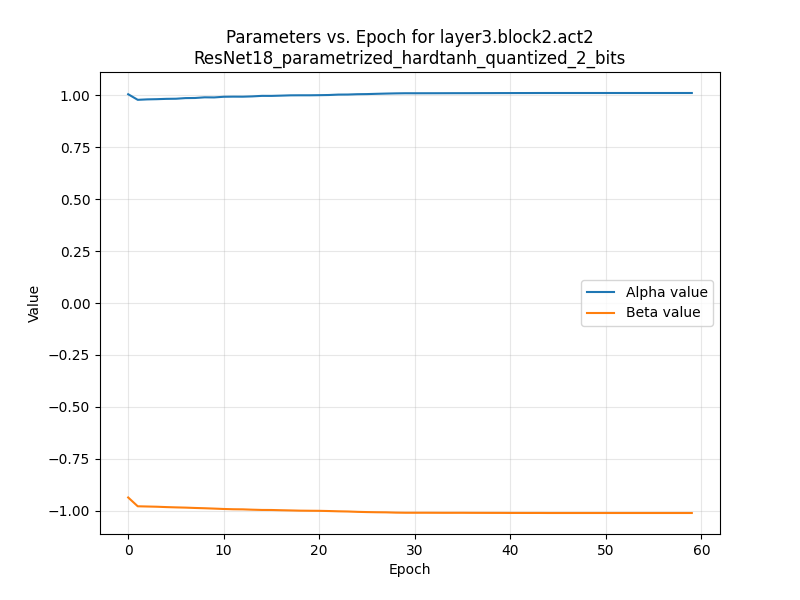 Parameters vs. Epoch for layer3.block2.act2
ResNet18_parametrized_hardtanh_quantized_2_bits
1.00
0.75
0.50
0.25
0.00
−0.25
−0.50
−0.75
−1.00
Value
Alpha value
Beta value
0 10 20 30 40 50 60
Epoch